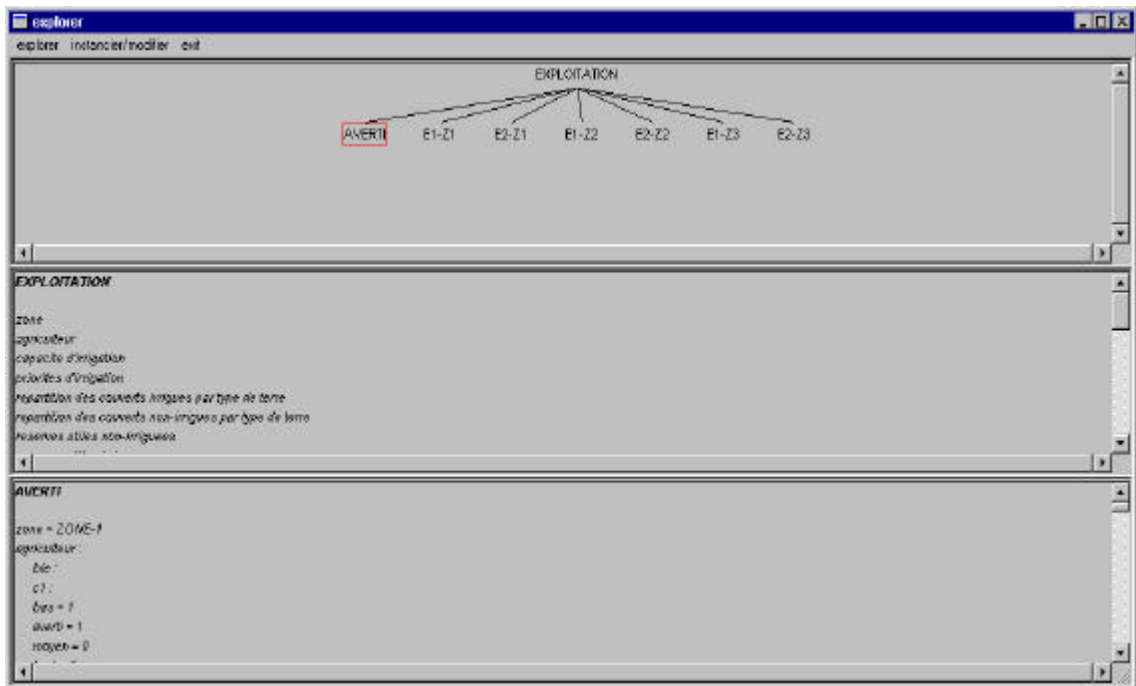 explorer
explorer instancier/modifier exit
EXPLOITATION
AVERTI E1-Z1 E2-Z1 E1-Z2 E2-Z2 E1-Z3 E2-Z3
EXPLOITATION
zone
agriculteur
capacite d'irrigation
priorites d'irrigation
repartition des couverts irrigues par type de terre
repartition des couverts non-irrigues par type de terre
reserves utiles non-irriguees
AVERTI
zone = ZONE-1
agriculteur :
ble :
c1 :
bas = 1
averti = 1
moyen = 0